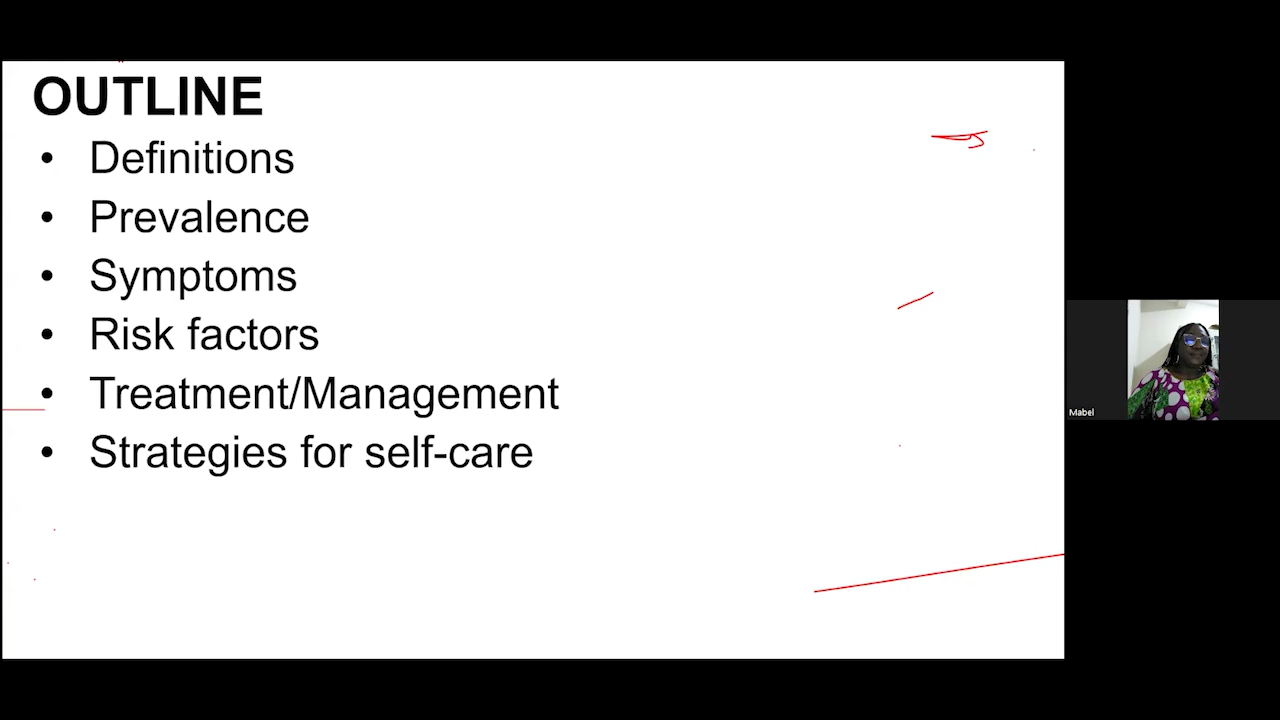 OUTLINE
• Definitions
• Prevalence
• Symptoms
• Risk factors
• Treatment/Management
• Strategies for self-care
Mabel